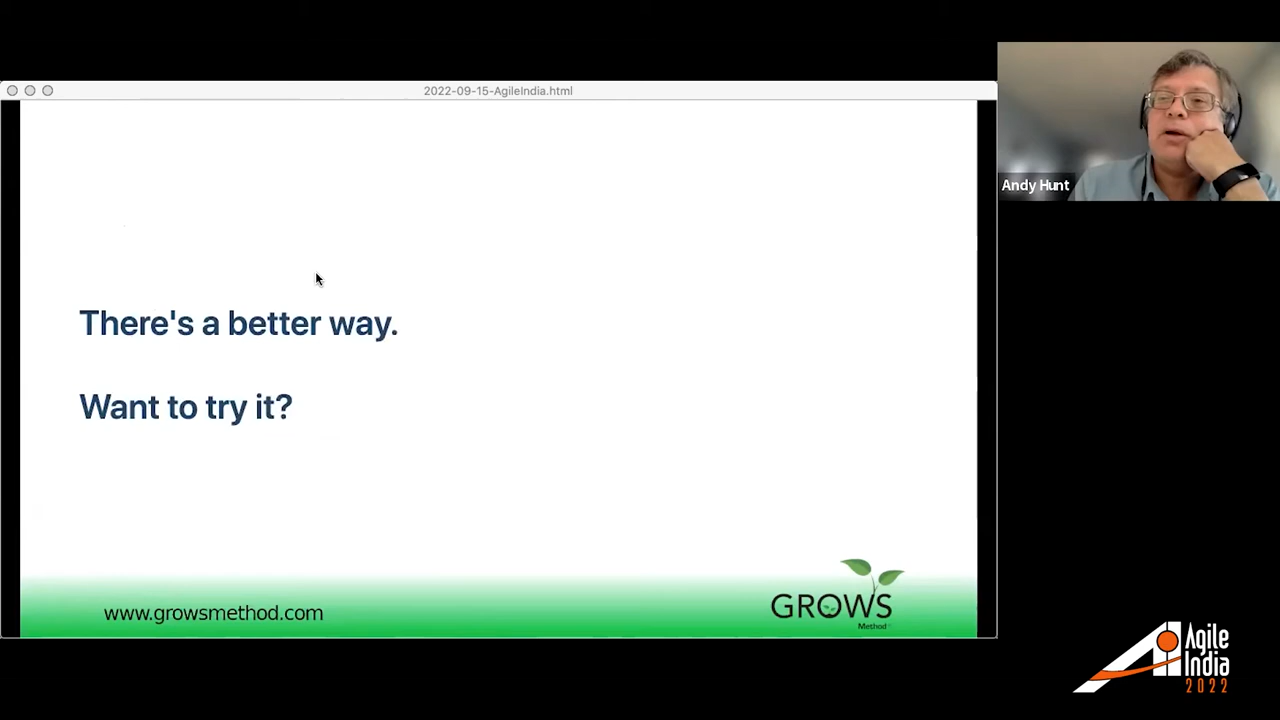 2022-09-15-AgileIndia.html
Andy Hunt
There's a better way.
Want to try it?
www.growsmethod.com
GROWS
Method
Agile
India
2022